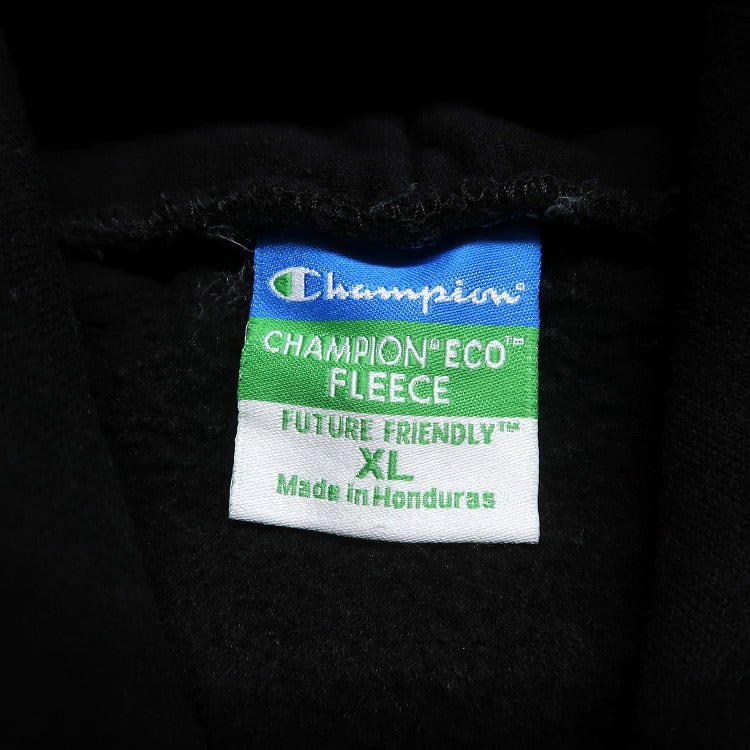 Champion®
CHAMPION® ECO™
FLEECE
FUTURE FRIENDLY™
XL
Made in Honduras